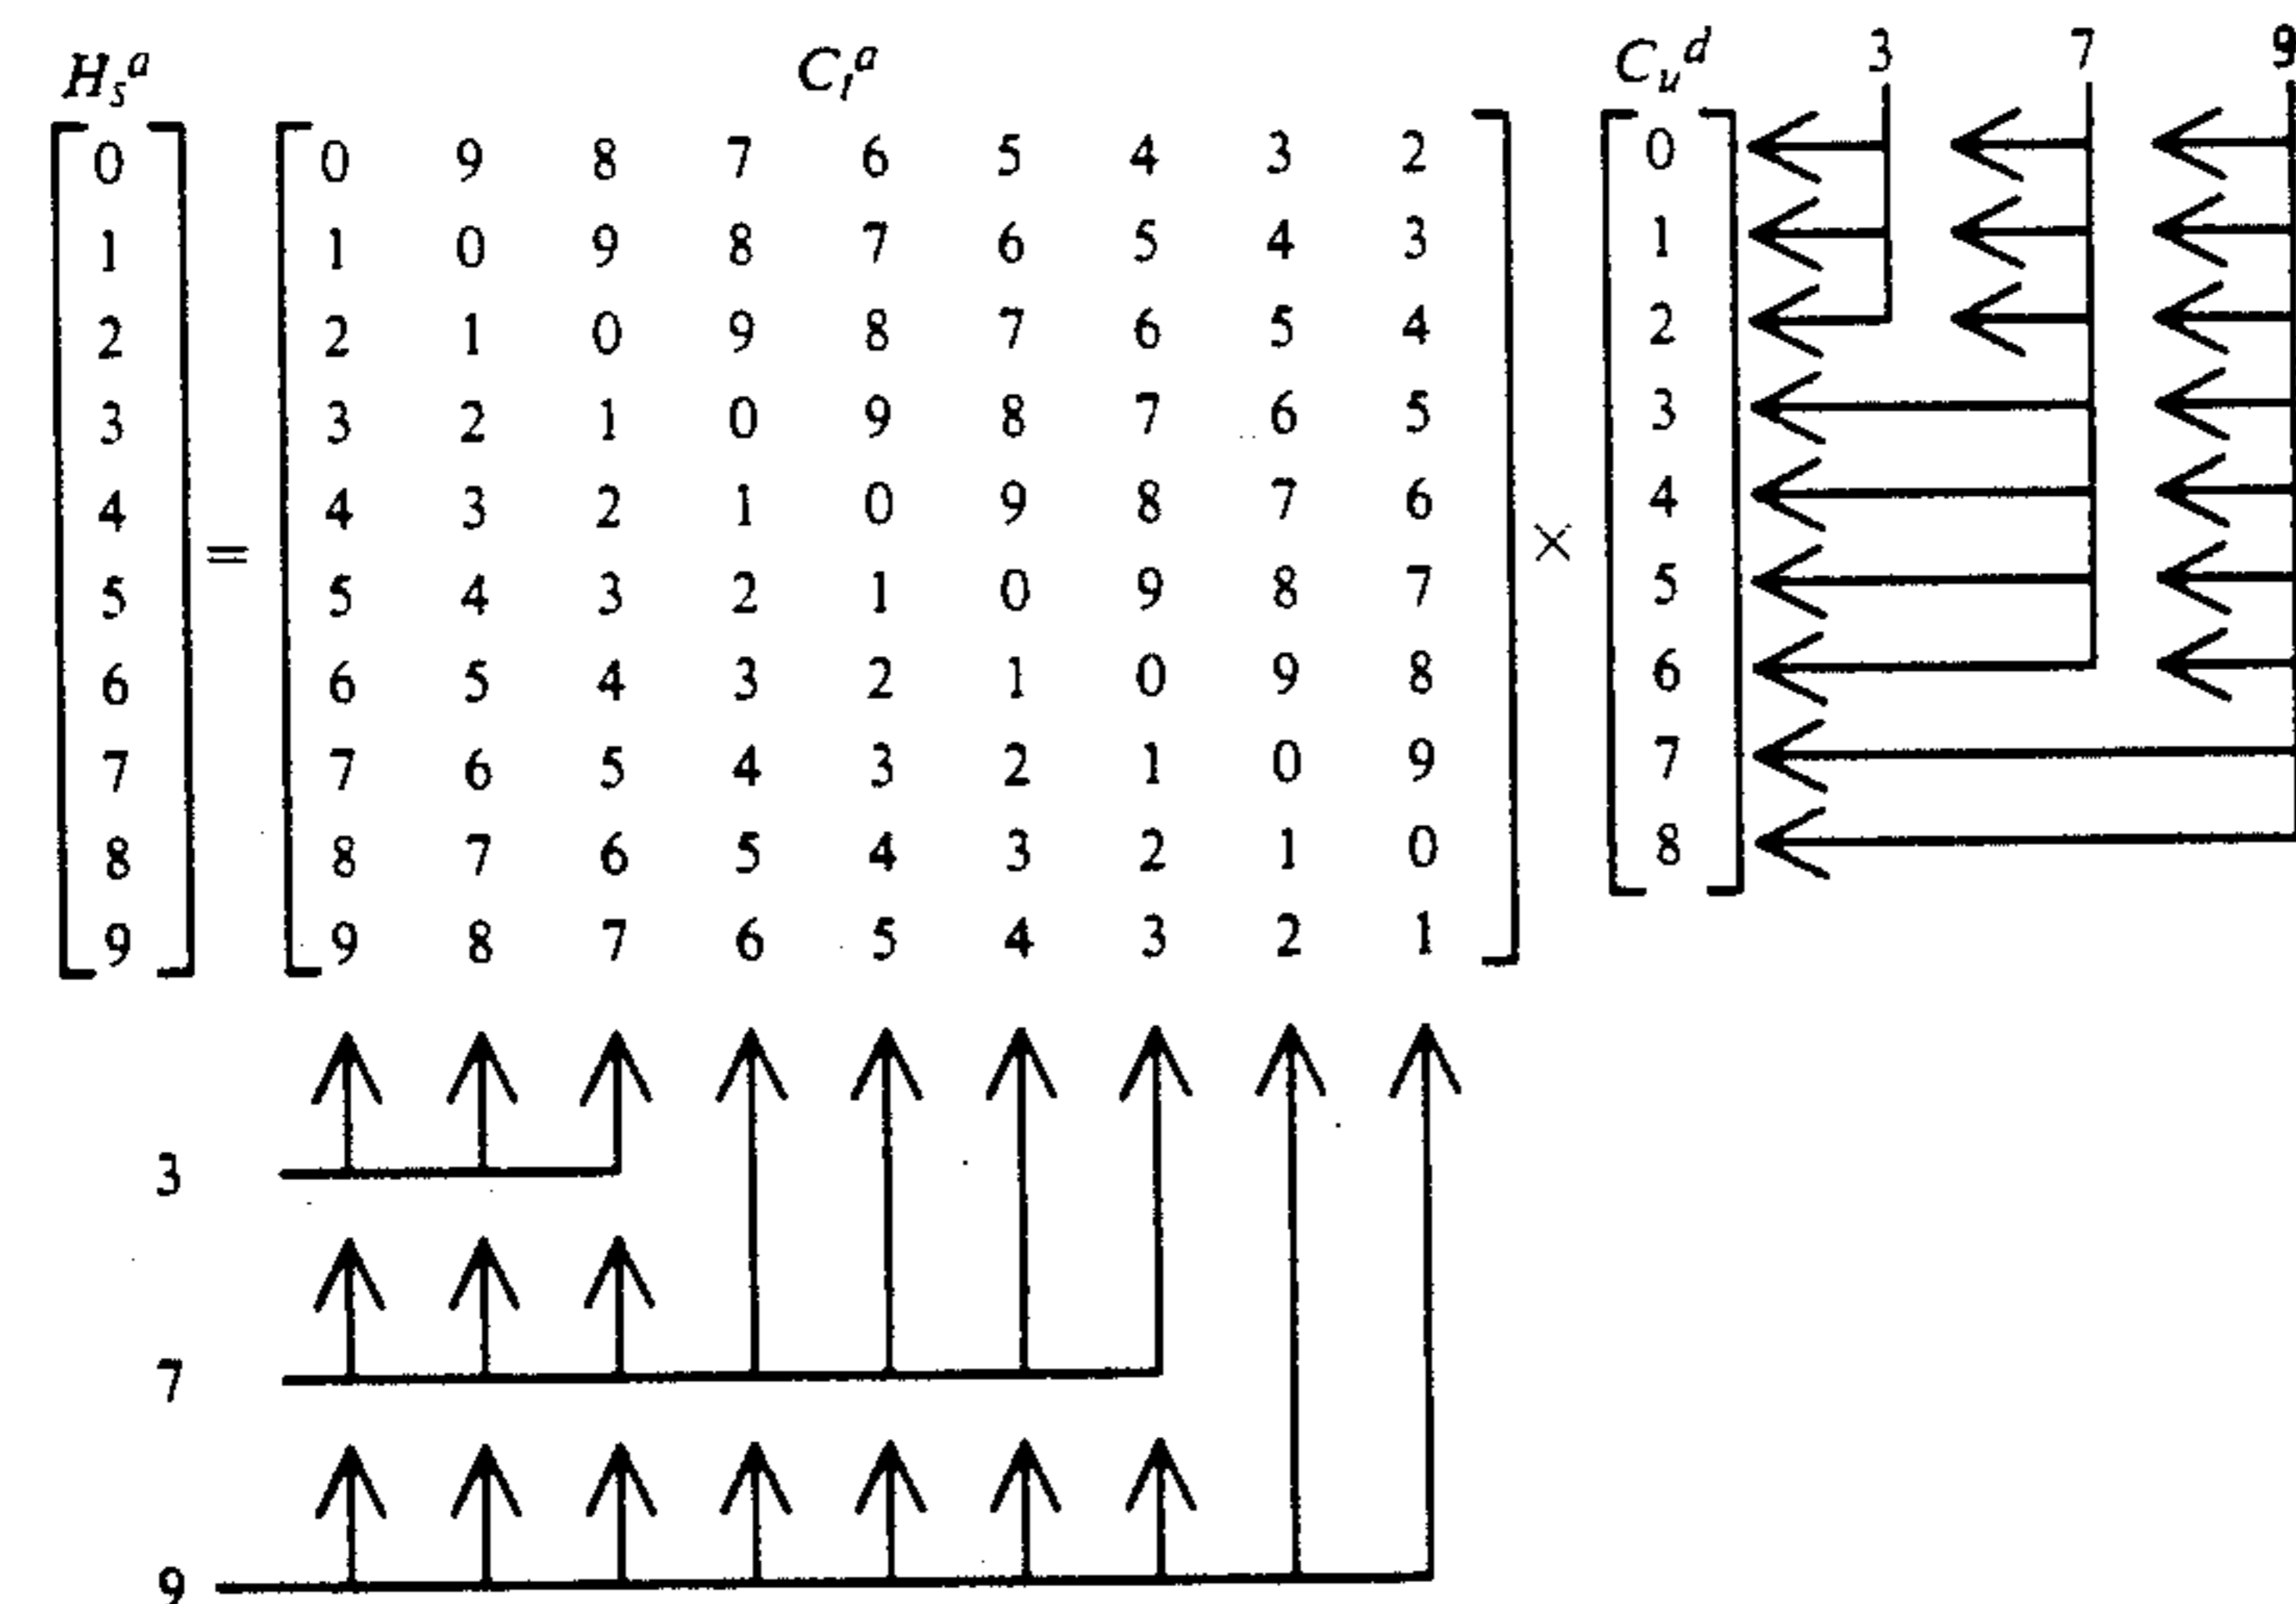 H_s^a C_l^a C_u^d 3 7 9
0 0 9 8 7 6 5 4 3 2 0
1 1 0 9 8 7 6 5 4 3 1
2 2 1 0 9 8 7 6 5 4 2
3 3 2 1 0 9 8 7 6 5 3
4 4 3 2 1 0 9 8 7 6 4
= ×
5 5 4 3 2 1 0 9 8 7 5
6 6 5 4 3 2 1 0 9 8 6
7 7 6 5 4 3 2 1 0 9 7
8 8 7 6 5 4 3 2 1 0 8
9 9 8 7 6 5 4 3 2 1
3
7
9